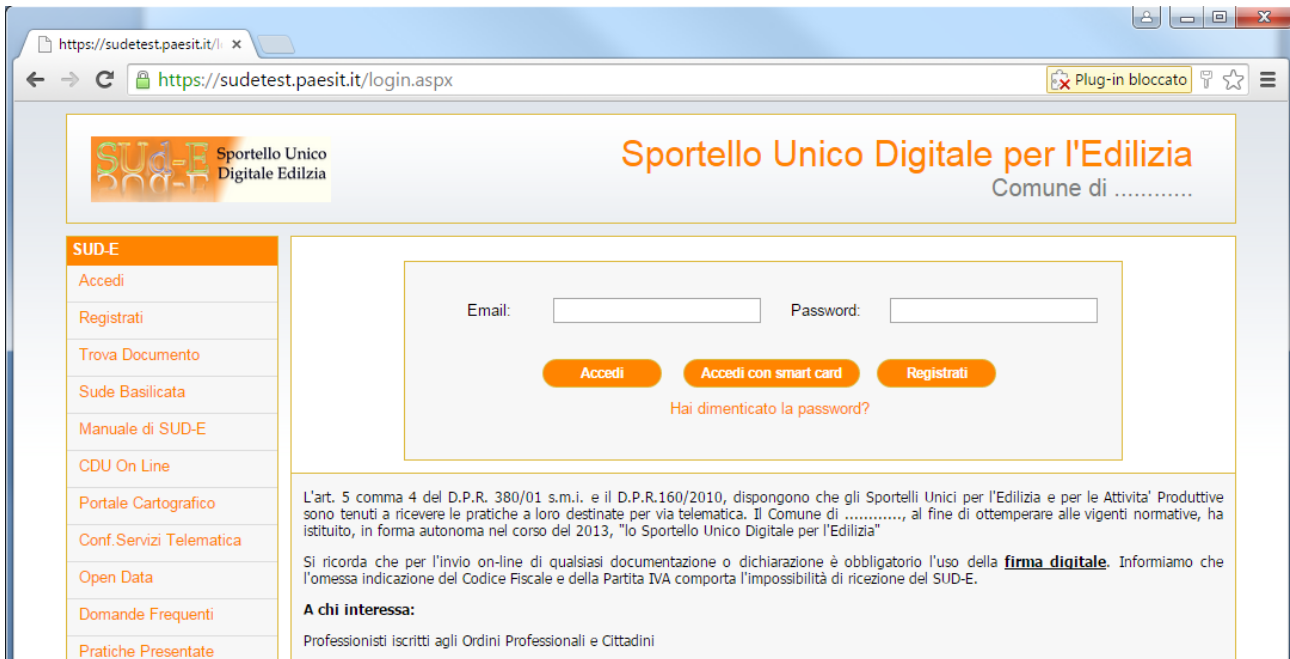 https://sudetest.paesit.it/l
https://sudetest.paesit.it/login.aspx
Plug-in bloccato
SUd-E
Sportello Unico
Digitale Edilzia
Sportello Unico Digitale per l'Edilizia
Comune di ............
SUD-E
Accedi
Registrati
Trova Documento
Sude Basilicata
Manuale di SUD-E
CDU On Line
Portale Cartografico
Conf.Servizi Telematica
Open Data
Domande Frequenti
Pratiche Presentate
Email:
Password:
Accedi
Accedi con smart card
Registrati
Hai dimenticato la password?
L'art. 5 comma 4 del D.P.R. 380/01 s.m.i. e il D.P.R.160/2010, dispongono che gli Sportelli Unici per l'Edilizia e per le Attivita' Produttive
sono tenuti a ricevere le pratiche a loro destinate per via telematica. Il Comune di ............, al fine di ottemperare alle vigenti normative, ha
istituito, in forma autonoma nel corso del 2013, "lo Sportello Unico Digitale per l'Edilizia"
Si ricorda che per l'invio on-line di qualsiasi documentazione o dichiarazione è obbligatorio l'uso della firma digitale. Informiamo che
l'omessa indicazione del Codice Fiscale e della Partita IVA comporta l'impossibilità di ricezione del SUD-E.
A chi interessa:
Professionisti iscritti agli Ordini Professionali e Cittadini